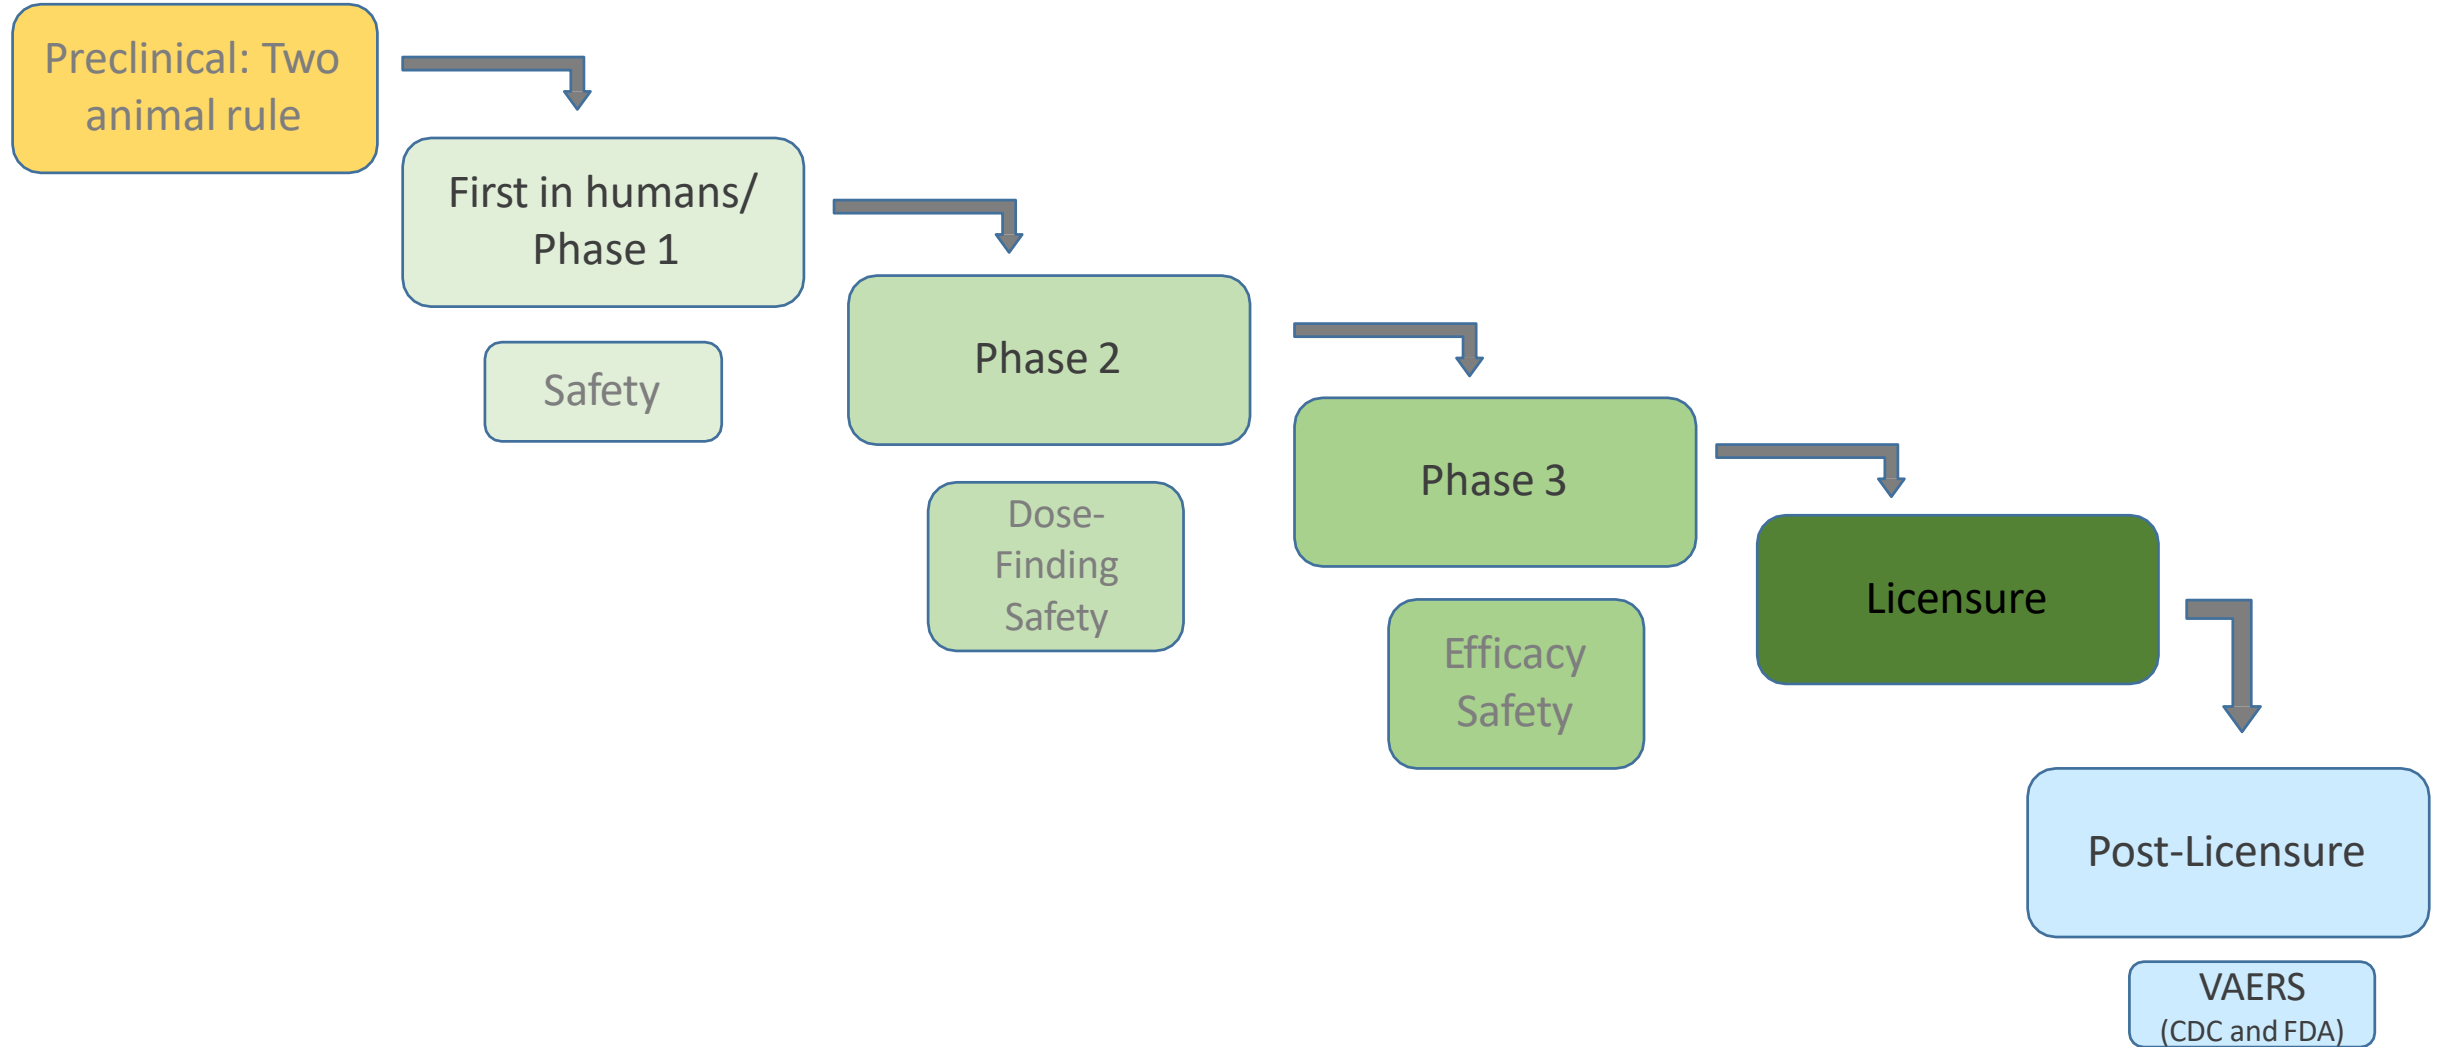 Preclinical: Two
animal rule
First in humans/
Phase 1
Safety
Phase 2
Dose-
Finding
Safety
Phase 3
Efficacy
Safety
Licensure
Post-Licensure
VAERS
(CDC and FDA)